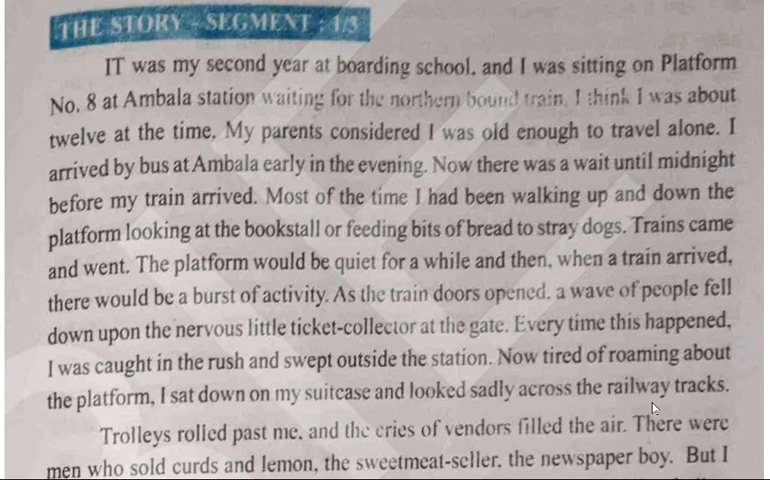 THE STORY - SEGMENT : 1/3
IT was my second year at boarding school, and I was sitting on Platform
No. 8 at Ambala station waiting for the northern bound train. I think I was about
twelve at the time. My parents considered I was old enough to travel alone. I
arrived by bus at Ambala early in the evening. Now there was a wait until midnight
before my train arrived. Most of the time I had been walking up and down the
platform looking at the bookstall or feeding bits of bread to stray dogs. Trains came
and went. The platform would be quiet for a while and then, when a train arrived,
there would be a burst of activity. As the train doors opened, a wave of people fell
down upon the nervous little ticket-collector at the gate. Every time this happened,
I was caught in the rush and swept outside the station. Now tired of roaming about
the platform, I sat down on my suitcase and looked sadly across the railway tracks.
Trolleys rolled past me, and the cries of vendors filled the air. There were
men who sold curds and lemon, the sweetmeat-seller, the newspaper boy. But I